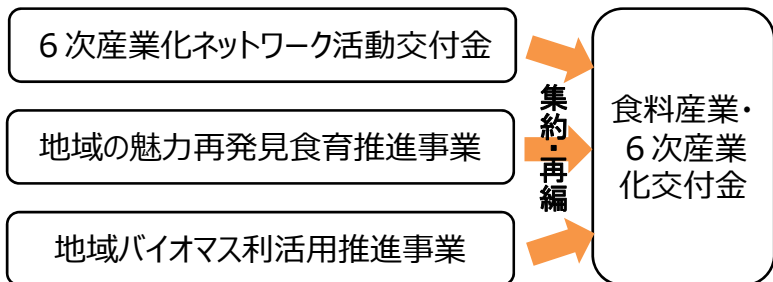 ６次産業化ネットワーク活動交付金
地域の魅力再発見食育推進事業
地域バイオマス利活用推進事業
集約・再編
食料産業・
６次産業
化交付金